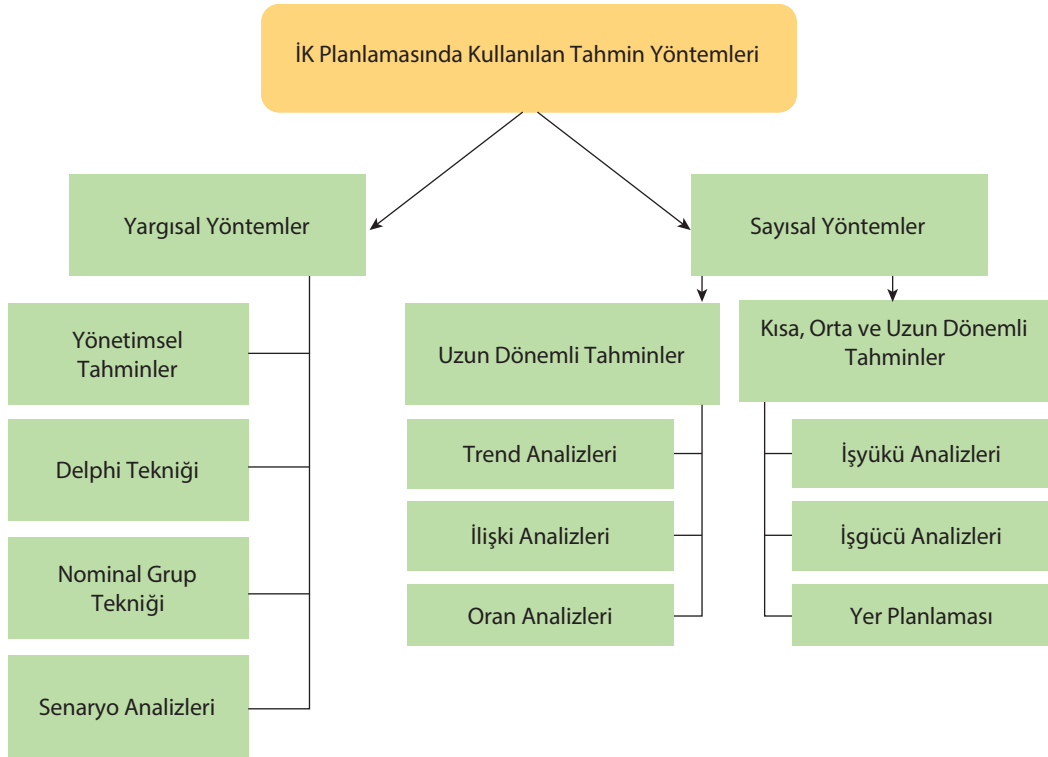 İK Planlamasında Kullanılan Tahmin Yöntemleri
Yargısal Yöntemler
Yönetimsel
Tahminler
Delphi Tekniği
Nominal Grup
Tekniği
Senaryo Analizleri
Sayısal Yöntemler
Uzun Dönemli Tahminler
Trend Analizleri
İlişki Analizleri
Oran Analizleri
Kısa, Orta ve Uzun Dönemli
Tahminler
İşyükü Analizleri
İşgücü Analizleri
Yer Planlaması